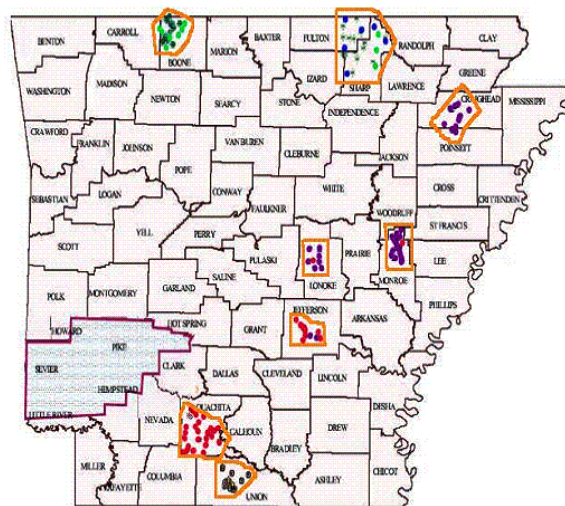 BENTON
CARROLL
BOONE
MARION
BAXTER
FULTON
RANDOLPH
CLAY
WASHINGTON
MADISON
NEWTON
SEARCY
STONE
IZARD
SHARP
LAWRENCE
GREENE
CRAIGHEAD
MISSISSIPPI
INDEPENDENCE
CRAWFORD
FRANKLIN
JOHNSON
POPE
VAN BUREN
CLEBURNE
JACKSON
POINSETT
SEBASTIAN
LOGAN
CONWAY
FAULKNER
WHITE
WOODRUFF
CROSS
CRITTENDEN
ST FRANCIS
SCOTT
YELL
PERRY
PULASKI
LONOKE
PRAIRIE
MONROE
LEE
PHILLIPS
POLK
MONTGOMERY
GARLAND
SALINE
HOT SPRING
GRANT
JEFFERSON
ARKANSAS
HOWARD
PIKE
CLARK
SEVIER
HEMPSTEAD
DALLAS
CLEVELAND
LINCOLN
DESHA
LITTLE RIVER
NEVADA
OUACHITA
CALHOUN
BRADLEY
DREW
MILLER
LAFAYETTE
COLUMBIA
UNION
ASHLEY
CHICOT